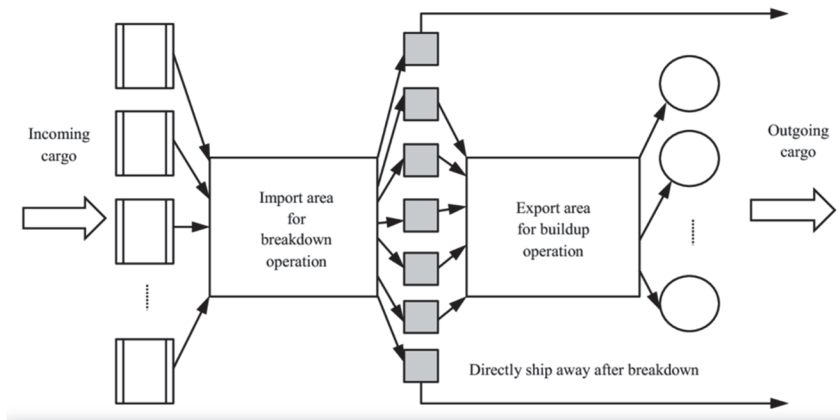 Incoming
cargo
Import area
for
breakdown
operation
Export area
for buildup
operation
Outgoing
cargo
Directly ship away after breakdown